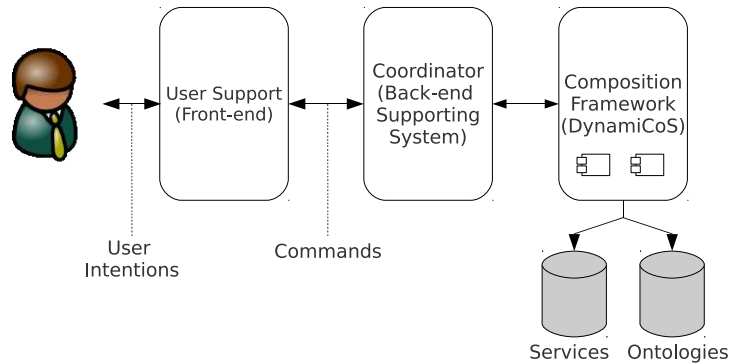 User Support
(Front-end)
Coordinator
(Back-end
Supporting
System)
Composition
Framework
(DynamiCoS)
User
Intentions
Commands
Services
Ontologies